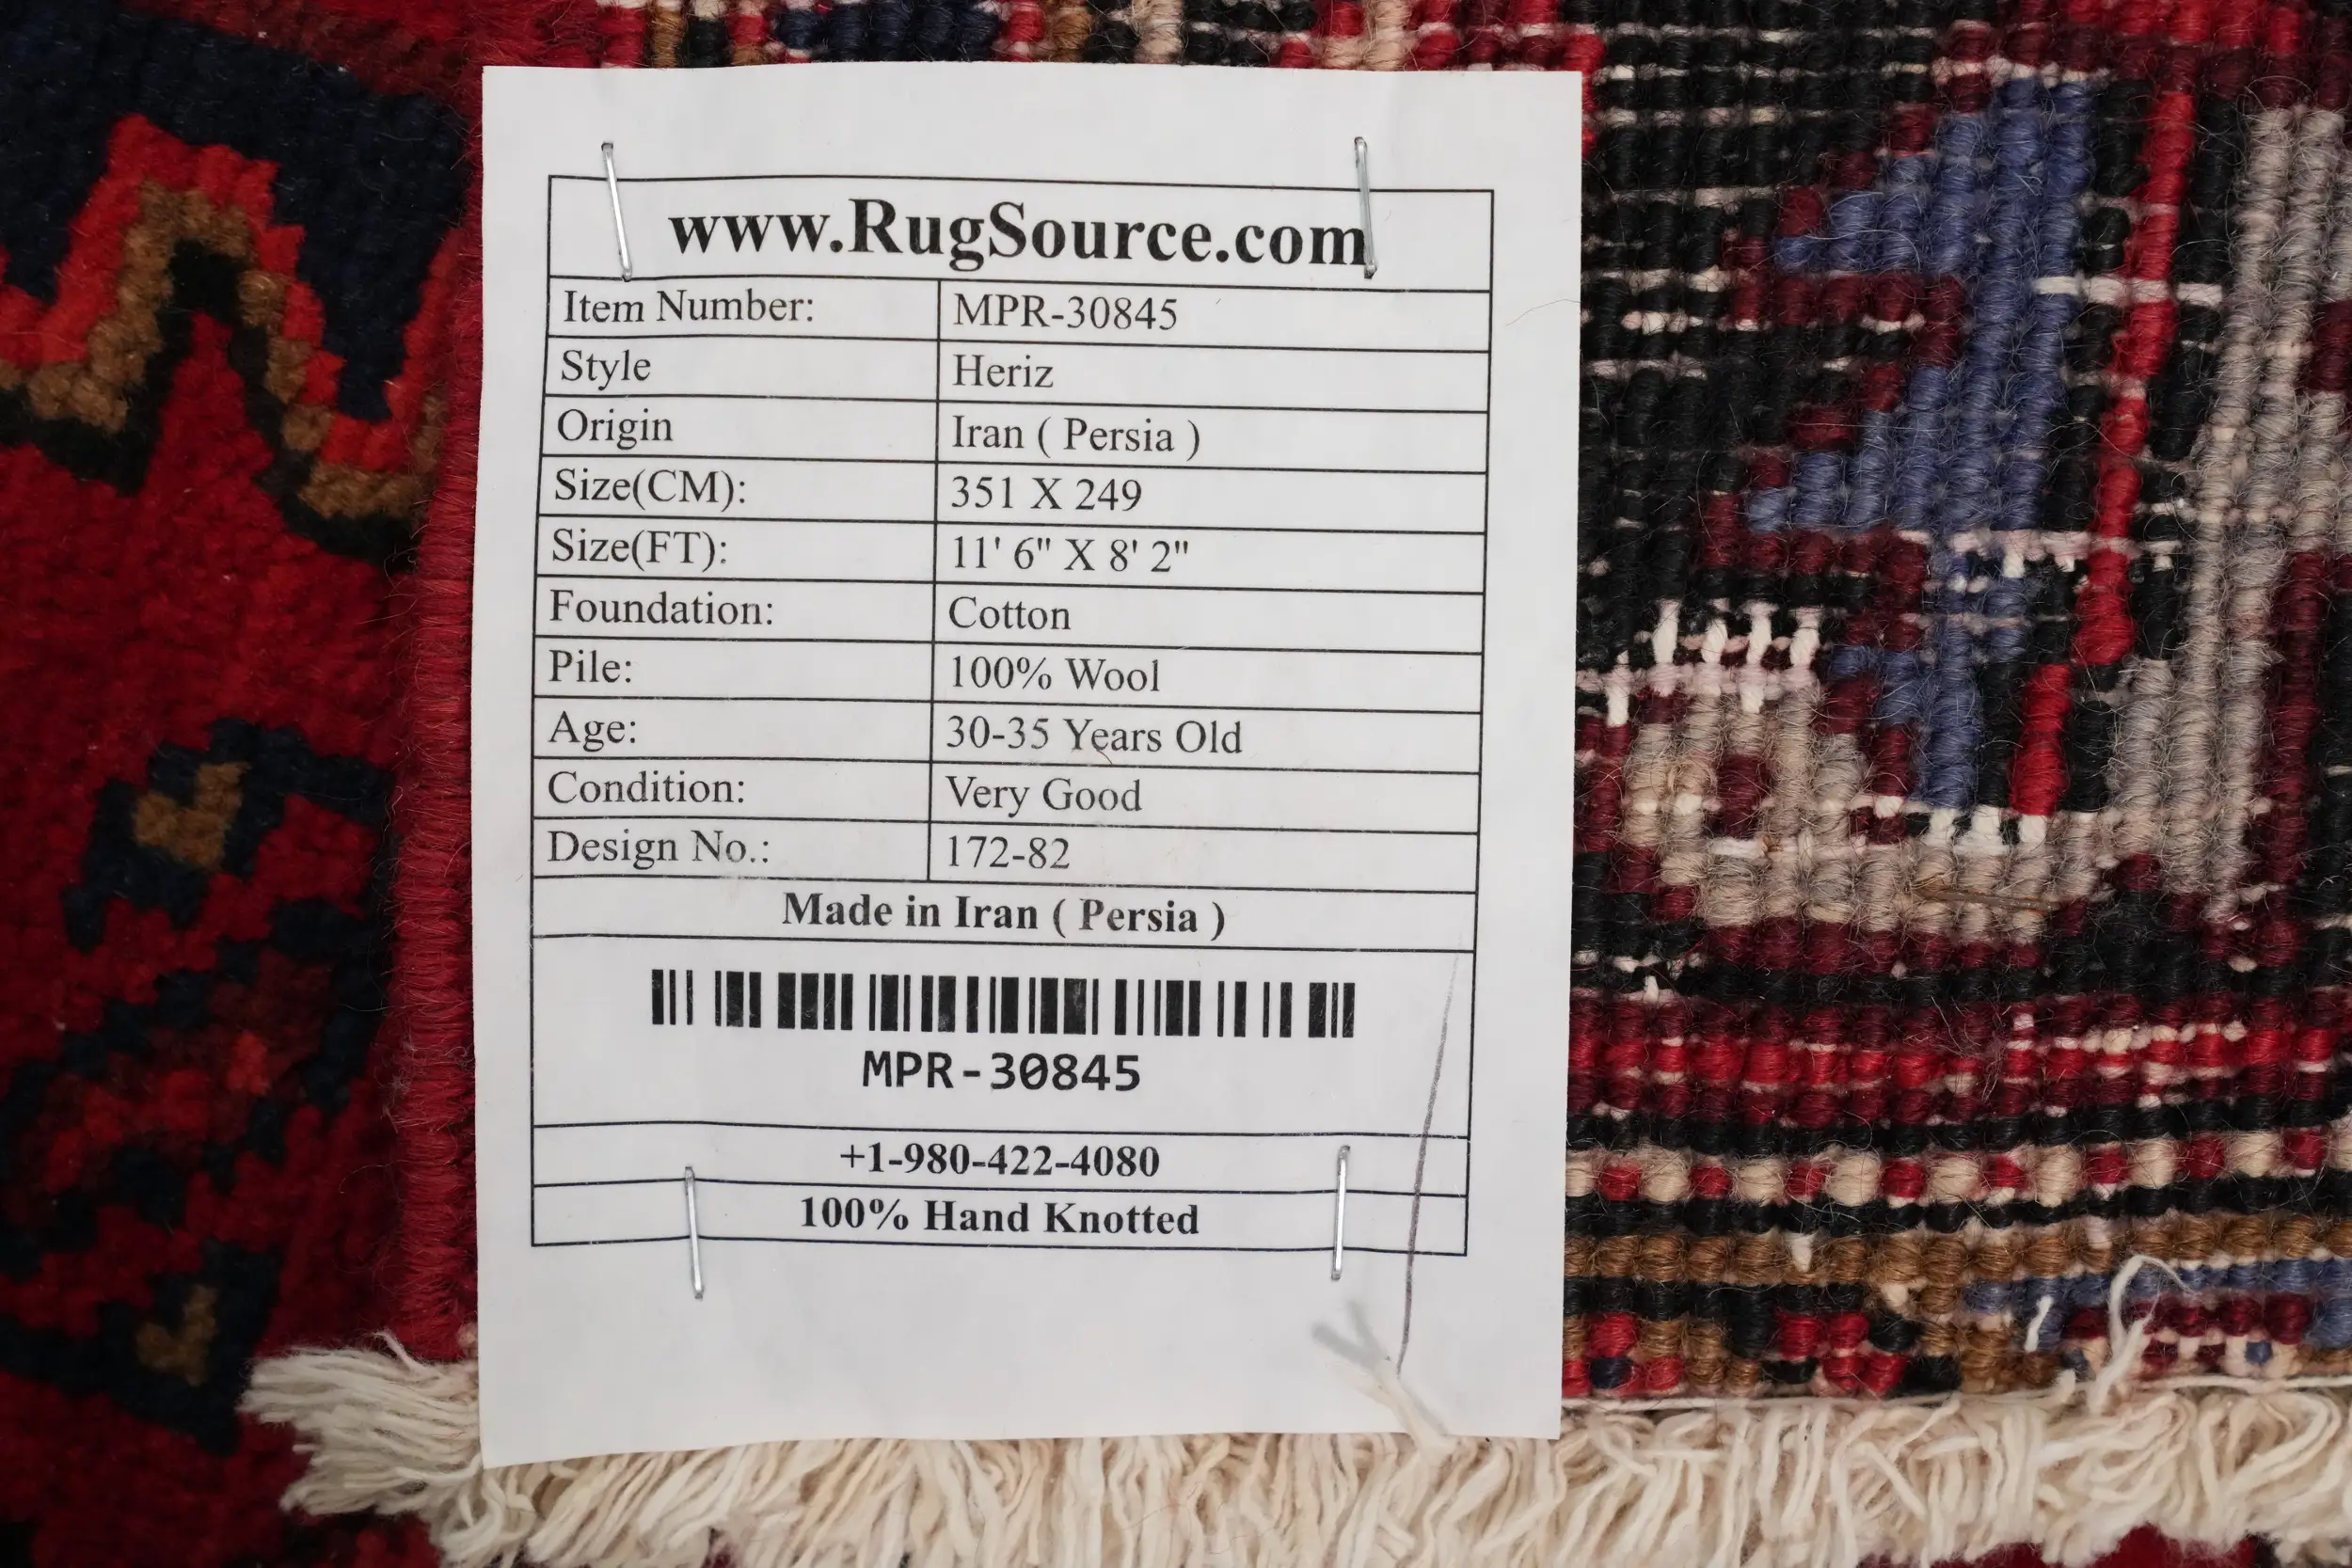 www.RugSource.com
Item Number: MPR-30845
Style Heriz
Origin Iran ( Persia )
Size(CM): 351 X 249
Size(FT): 11' 6" X 8' 2"
Foundation: Cotton
Pile: 100% Wool
Age: 30-35 Years Old
Condition: Very Good
Design No.: 172-82
Made in Iran ( Persia )
MPR-30845
+1-980-422-4080
100% Hand Knotted